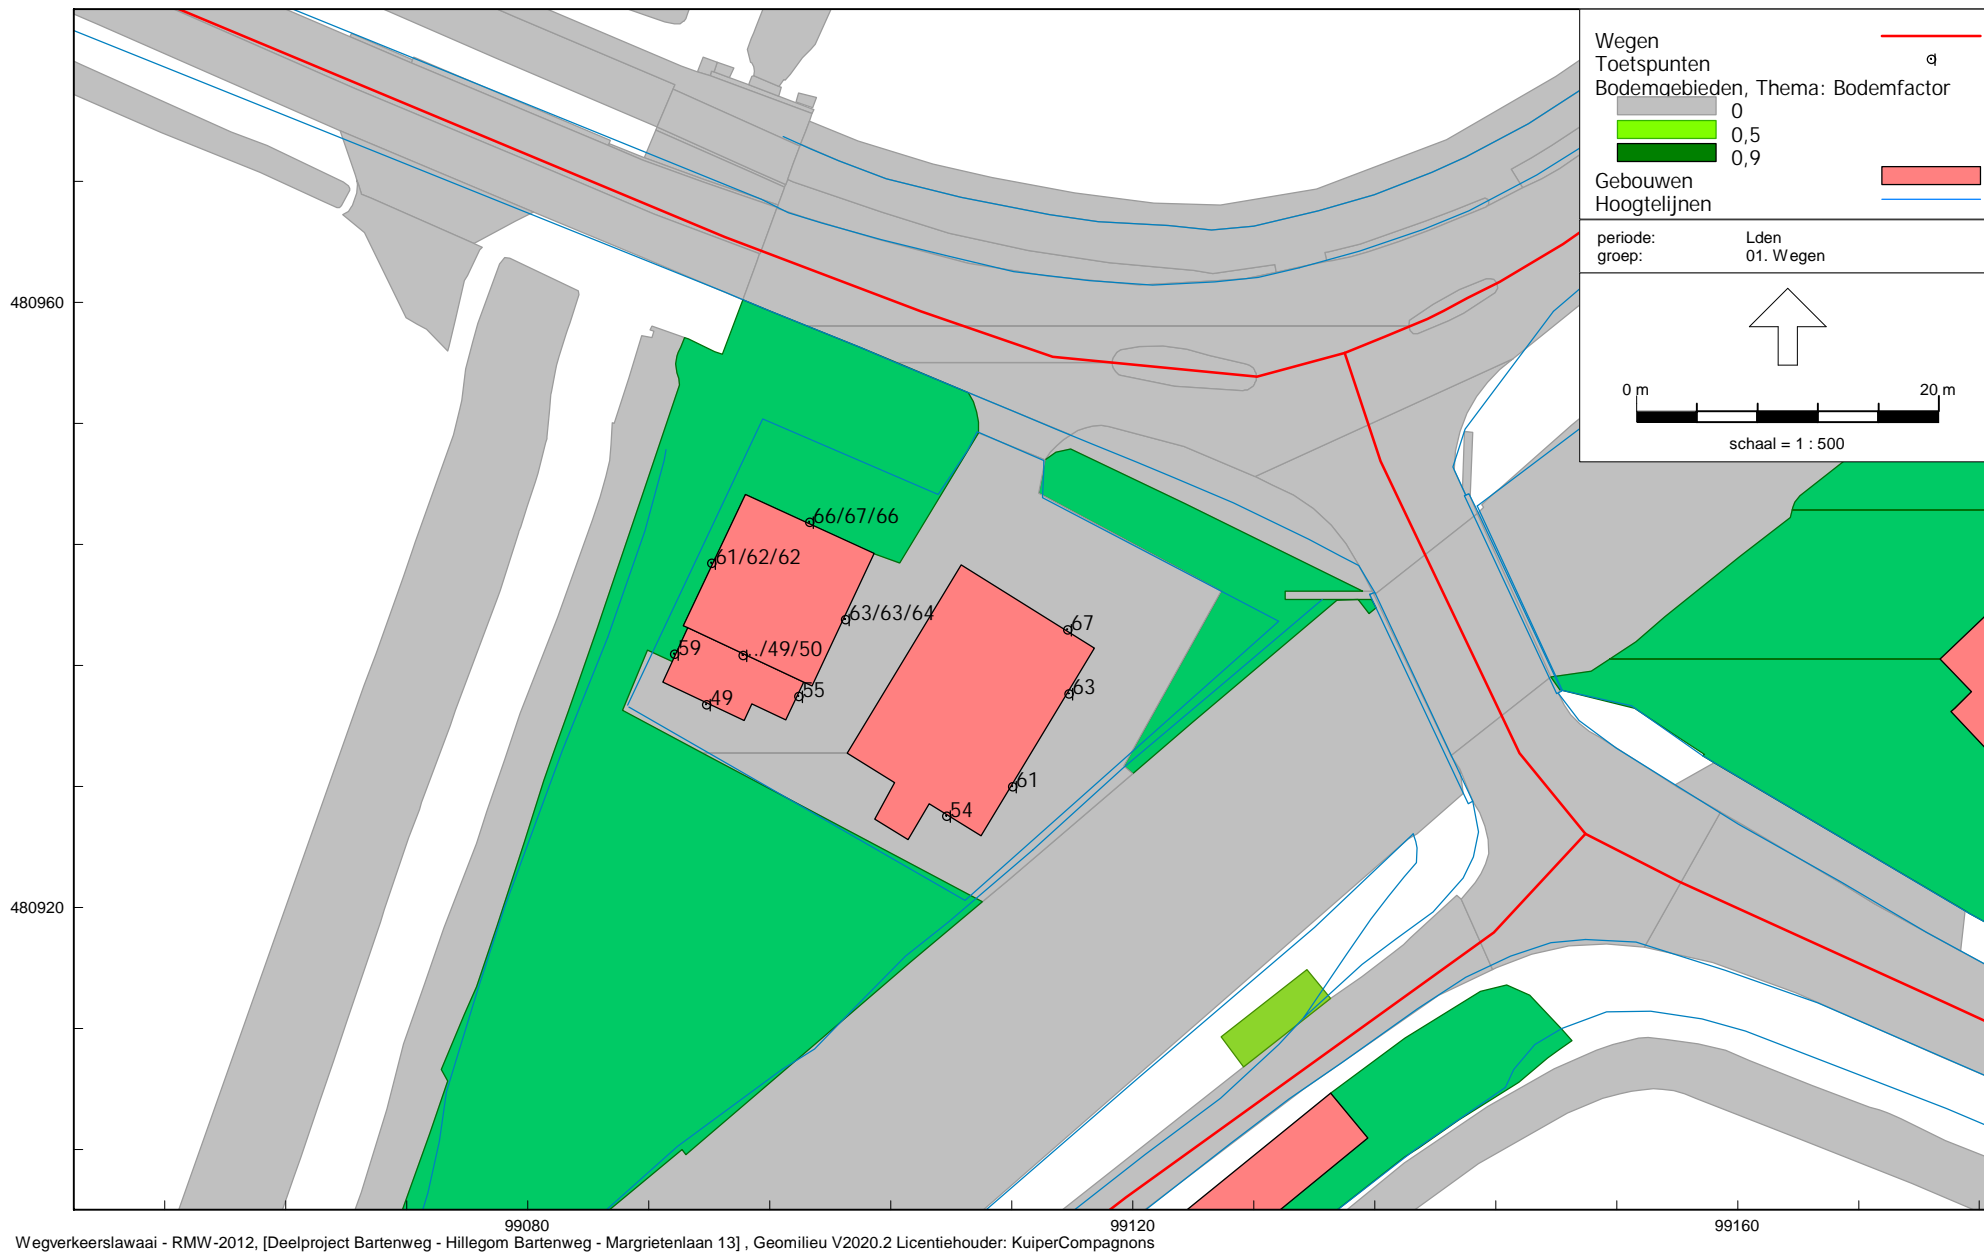 Wegen
Toetspunten
Bodemgebieden, Thema: Bodemfactor
0
0,5
0,9
Gebouwen
Hoogtelijnen
periode: Lden
groep: 01. Wegen
0 m 20 m
schaal = 1 : 500
480960
66/67/66
61/62/62
63/63/64
67
59
../49/50
63
49
55
61
54
480920
99080 99120 99160
Wegverkeerslawaai - RMW-2012, [Deelproject Bartenweg - Hillegom Bartenweg - Margrietenlaan 13] , Geomilieu V2020.2 Licentiehouder: KuiperCompagnons